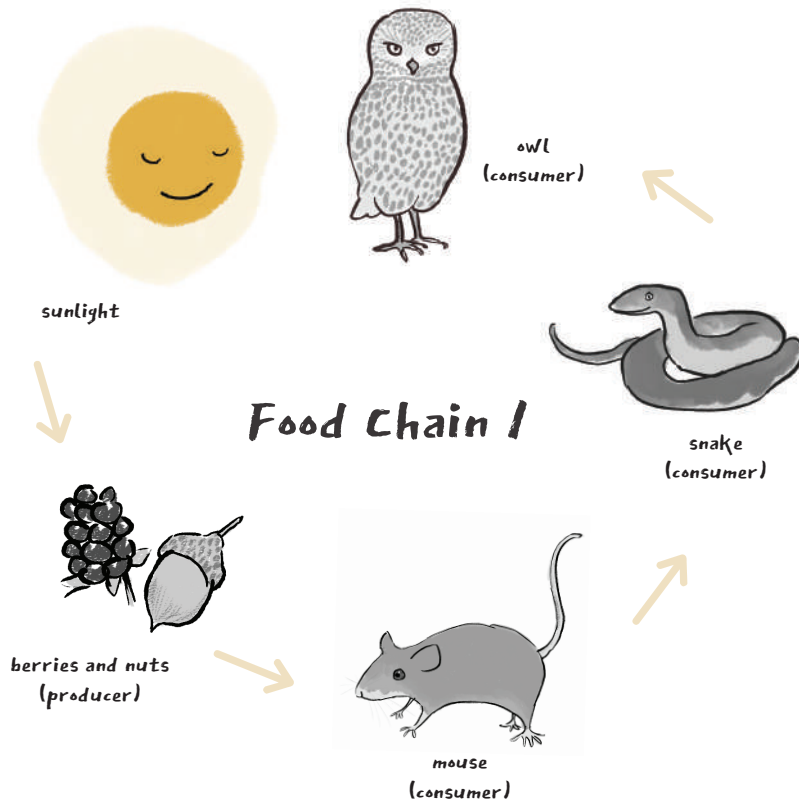 owl
(consumer)
sunlight
Food Chain 1
snake
(consumer)
berries and nuts
(producer)
mouse
(consumer)